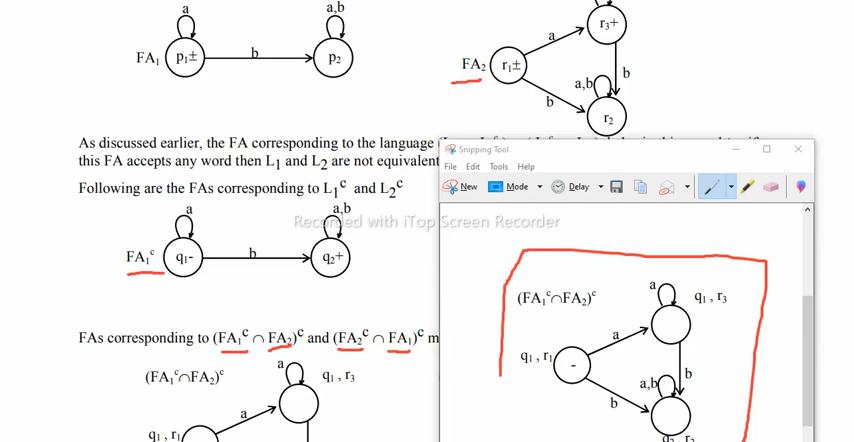 a
a,b
FA1
p1±
b
p2
r3+
a
FA2
r1±
b
a,b
b
r2
As discussed earlier, the FA corresponding to the language
this FA accepts any word then L1 and L2 are not equivalent
Following are the FAs corresponding to L1c and L2c
a
a,b
Recorded with iTop Screen Recorder
FA1c
q1-
b
q2+
FAs corresponding to (FA1c ∩ FA2)c and (FA2c ∩ FA1)c m
(FA1c∩FA2)c
a
q1 , r3
a
q1 , r1
Snipping Tool
File Edit Tools Help
New Mode Delay
(FA1c∩FA2)c
a
q1 , r3
a
q1 , r1
-
b
a,b
b